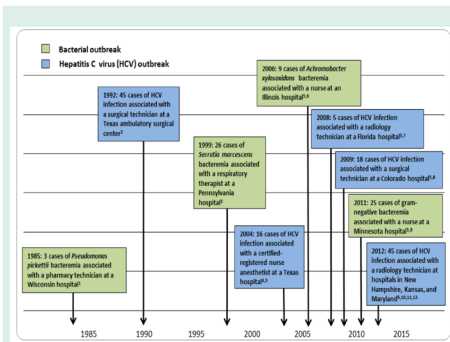 Bacterial outbreak
Hepatitis C virus (HCV) outbreak
2006: 9 cases of Achromobacter
xylosoxidans bacteremia
associated with a nurse at an
Illinois hospital
1992: 45 cases of HCV
infection associated with
a surgical technician at a
Texas ambulatory surgical
center
2008: 5 cases of HCV infection
associated with a radiology
technician at a Florida hospital
1999: 26 cases of
Serratia marcescens
bacteremia associated
with a respiratory
therapist at a
Pennsylvania
hospital
2009: 18 cases of HCV infection
associated with a surgical
technician at a Colorado hospital
2011: 25 cases of gram-
negative bacteremia
associated with a nurse at a
Minnesota hospital
2004: 16 cases of HCV
infection associated
with a certified-
registered nurse
anesthetist at a Texas
hospital
1985: 3 cases of Pseudomonas
pickettii bacteremia associated
with a pharmacy technician at a
Wisconsin hospital
2012: 45 cases of HCV
infection associated with
a radiology technician at
hospitals in New
Hampshire, Kansas, and
Maryland
1985 1990 1995 2000 2005 2010 2015